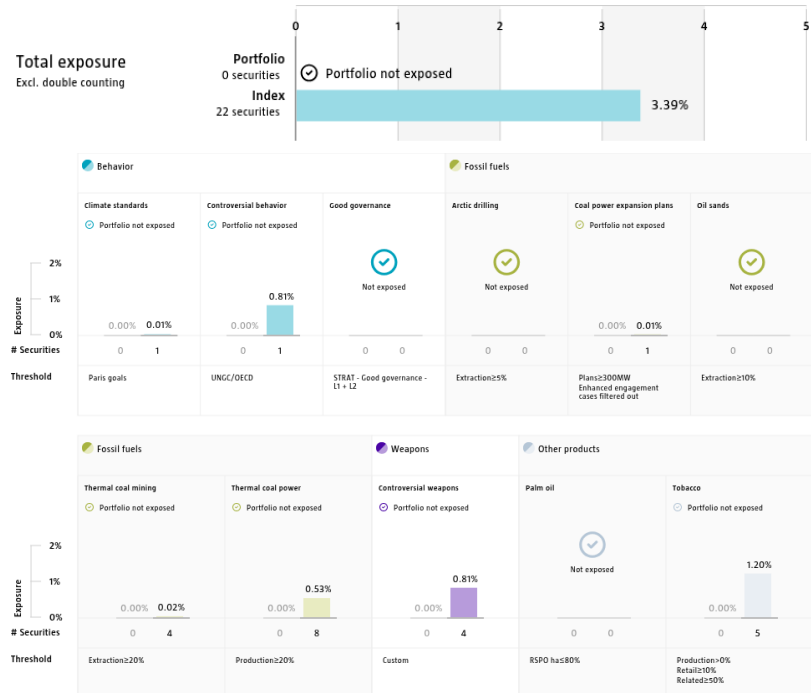 0 1 2 3 4 5
Total exposure
Excl. double counting
Portfolio
0 securities
Portfolio not exposed
Index
22 securities
3.39%
Behavior
Fossil fuels
Climate standards
Controversial behavior
Good governance
Arctic drilling
Coal power expansion plans
Oil sands
Portfolio not exposed
Portfolio not exposed
Portfolio not exposed
Not exposed
Not exposed
Not exposed
Exposure
2%
1%
0%
0.00% 0.01%
0.00% 0.81%
0.00% 0.01%
# Securities
0 1
0 1
0 0
0 0
0 1
0 0
Threshold
Paris goals
UNGC/OECD
STRAT - Good governance -
L1 + L2
Extraction≥5%
Plans≥300MW
Enhanced engagement
cases filtered out
Extraction≥10%
Fossil fuels
Weapons
Other products
Thermal coal mining
Thermal coal power
Controversial weapons
Palm oil
Tobacco
Portfolio not exposed
Portfolio not exposed
Portfolio not exposed
Portfolio not exposed
Not exposed
Exposure
2%
1%
0%
0.00% 0.02%
0.00% 0.53%
0.00% 0.81%
0.00% 1.20%
# Securities
0 4
0 8
0 4
0 0
0 5
Threshold
Extraction≥20%
Production≥20%
Custom
RSPO ha≤80%
Production>0%
Retail≥10%
Related≥50%